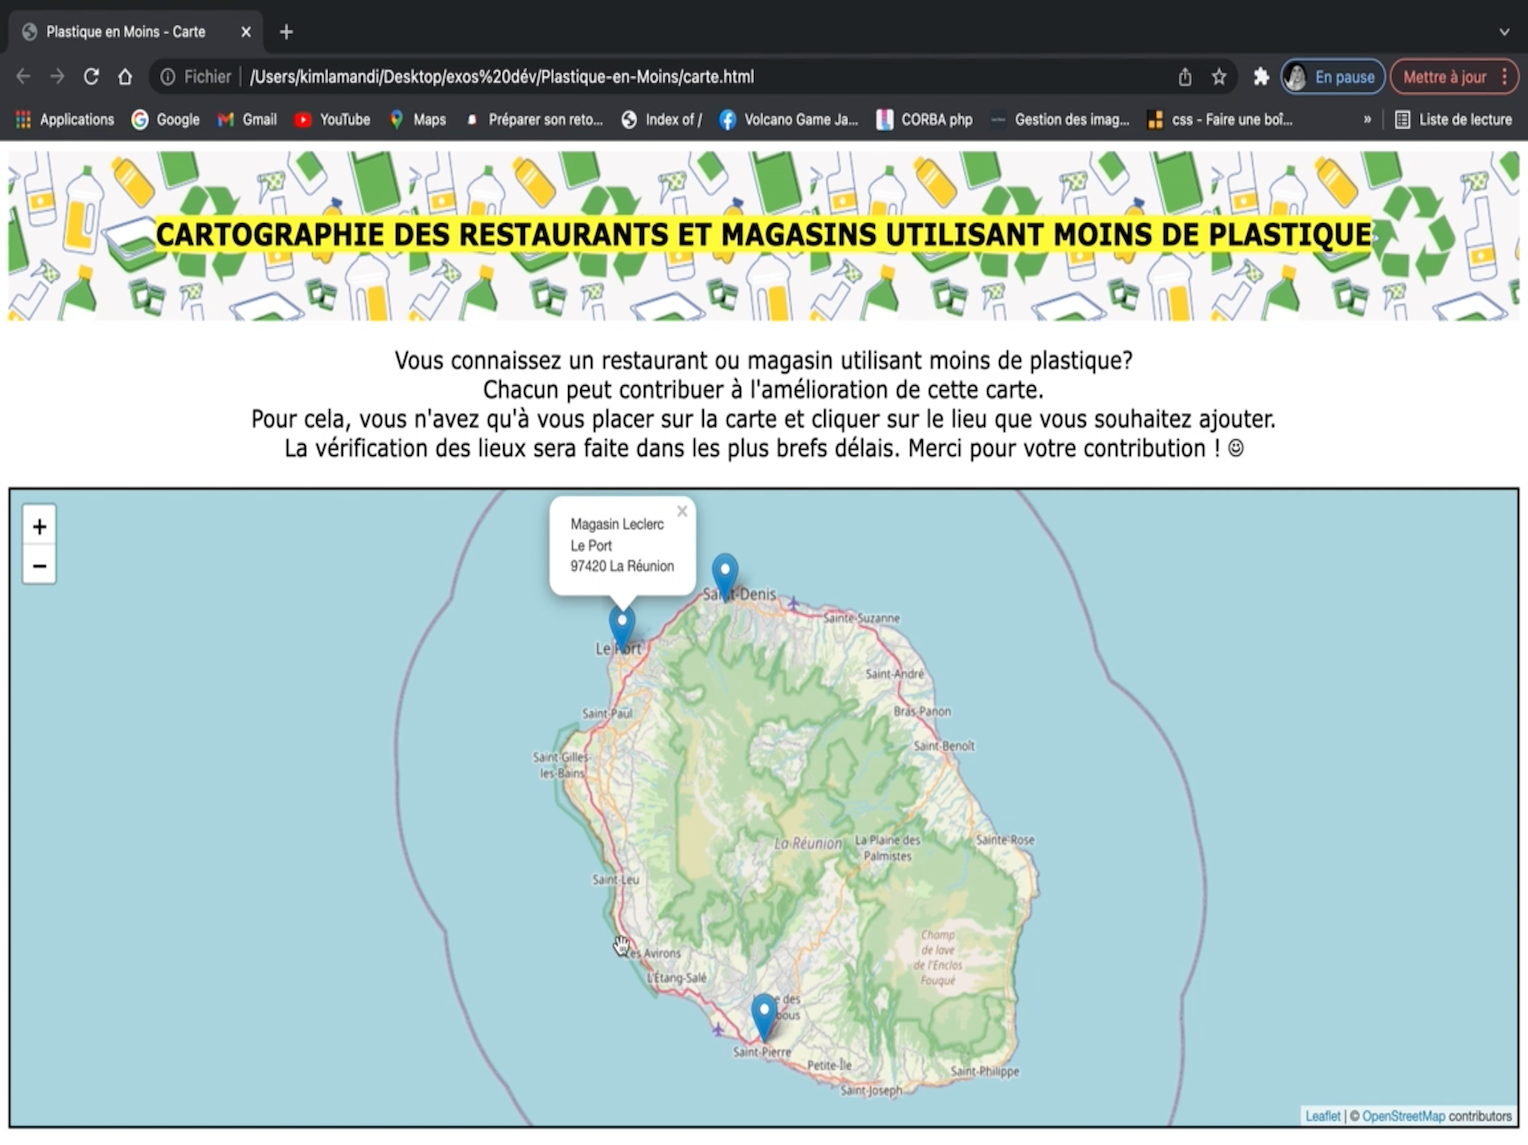 Plastique en Moins - Carte
Fichier
/Users/kimlamandi/Desktop/exos%20dév/Plastique-en-Moins/carte.html
En pause
Mettre à jour
Applications
Google
Gmail
YouTube
Maps
Préparer son reto...
Index of /
Volcano Game Ja...
CORBA php
Gestion des imag...
css - Faire une boî...
»
Liste de lecture
CARTOGRAPHIE DES RESTAURANTS ET MAGASINS UTILISANT MOINS DE PLASTIQUE
Vous connaissez un restaurant ou magasin utilisant moins de plastique?
Chacun peut contribuer à l'amélioration de cette carte.
Pour cela, vous n'avez qu'à vous placer sur la carte et cliquer sur le lieu que vous souhaitez ajouter.
La vérification des lieux sera faite dans les plus brefs délais. Merci pour votre contribution ! ☺
+
−
Magasin Leclerc
Le Port
97420 La Réunion
Saint-Denis
Sainte-Suzanne
Le Port
Saint-André
Bras-Panon
Saint-Paul
Saint-Benoît
Saint-Gilles-
les-Bains
La Réunion
La Plaine des
Palmistes
Sainte-Rose
Saint-Leu
Champ
de lave
de l'Enclos
Fouqué
Les Avirons
L'Étang-Salé
des
Saint-Pierre
Petite-Île
Saint-Philippe
Saint-Joseph
Leaflet | © OpenStreetMap contributors